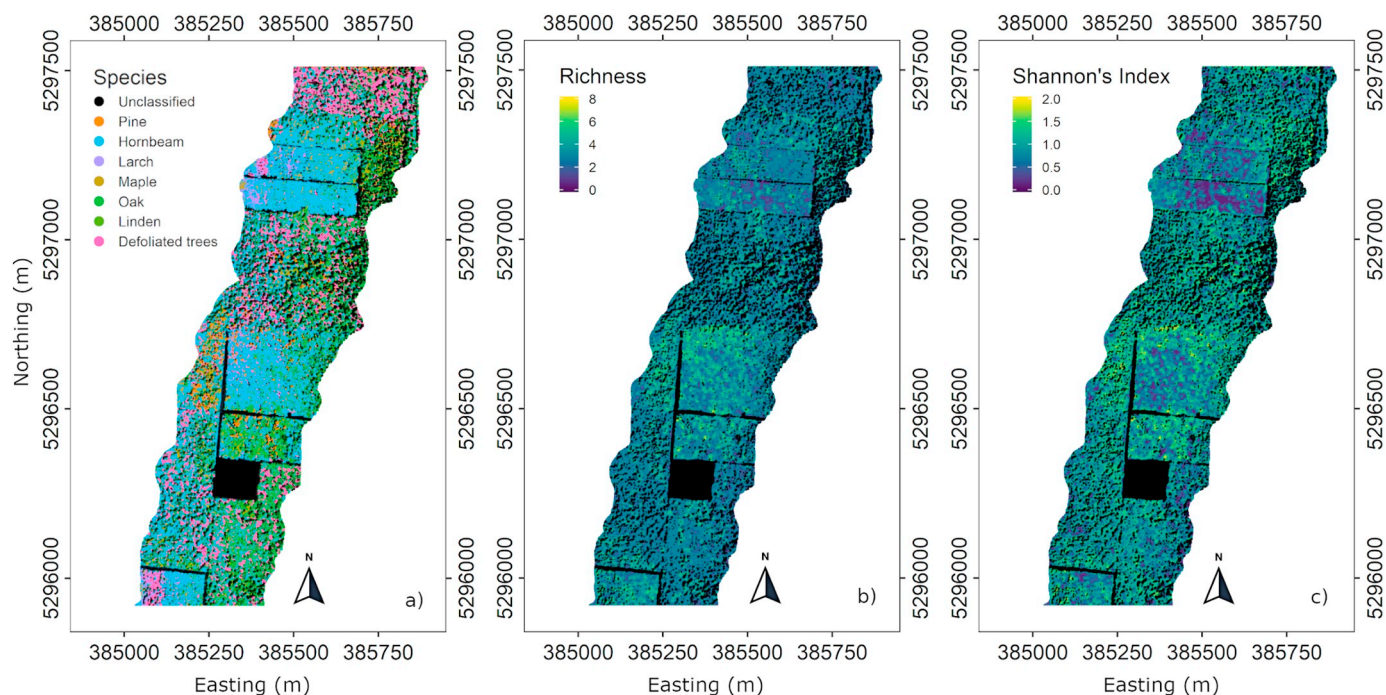 385000 385250 385500 385750
385000 385250 385500 385750
385000 385250 385500 385750
Species
Unclassified
Pine
Hornbeam
Larch
Maple
Oak
Linden
Defoliated trees
Richness
8
6
4
2
0
Shannon's Index
2.0
1.5
1.0
0.5
0.0
Northing (m)
5297500
5297000
5296500
5296000
5297500
5297000
5296500
5296000
5297500
5297000
5296500
5296000
5297500
5297000
5296500
5296000
5297500
5297000
5296500
5296000
5297500
5297000
5296500
5296000
N
a)
N
b)
N
c)
385000 385250 385500 385750
385000 385250 385500 385750
385000 385250 385500 385750
Easting (m)
Easting (m)
Easting (m)